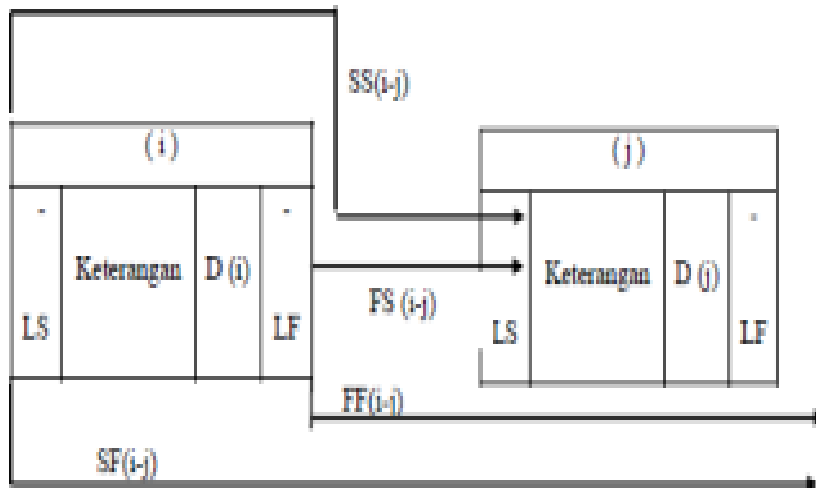 SS(i-j)
( i )
( j )
-
-
-
Keterangan
D (i)
Keterangan
D (j)
FS (i-j)
LS
LF
LS
LF
FF(i-j)
SF(i-j)